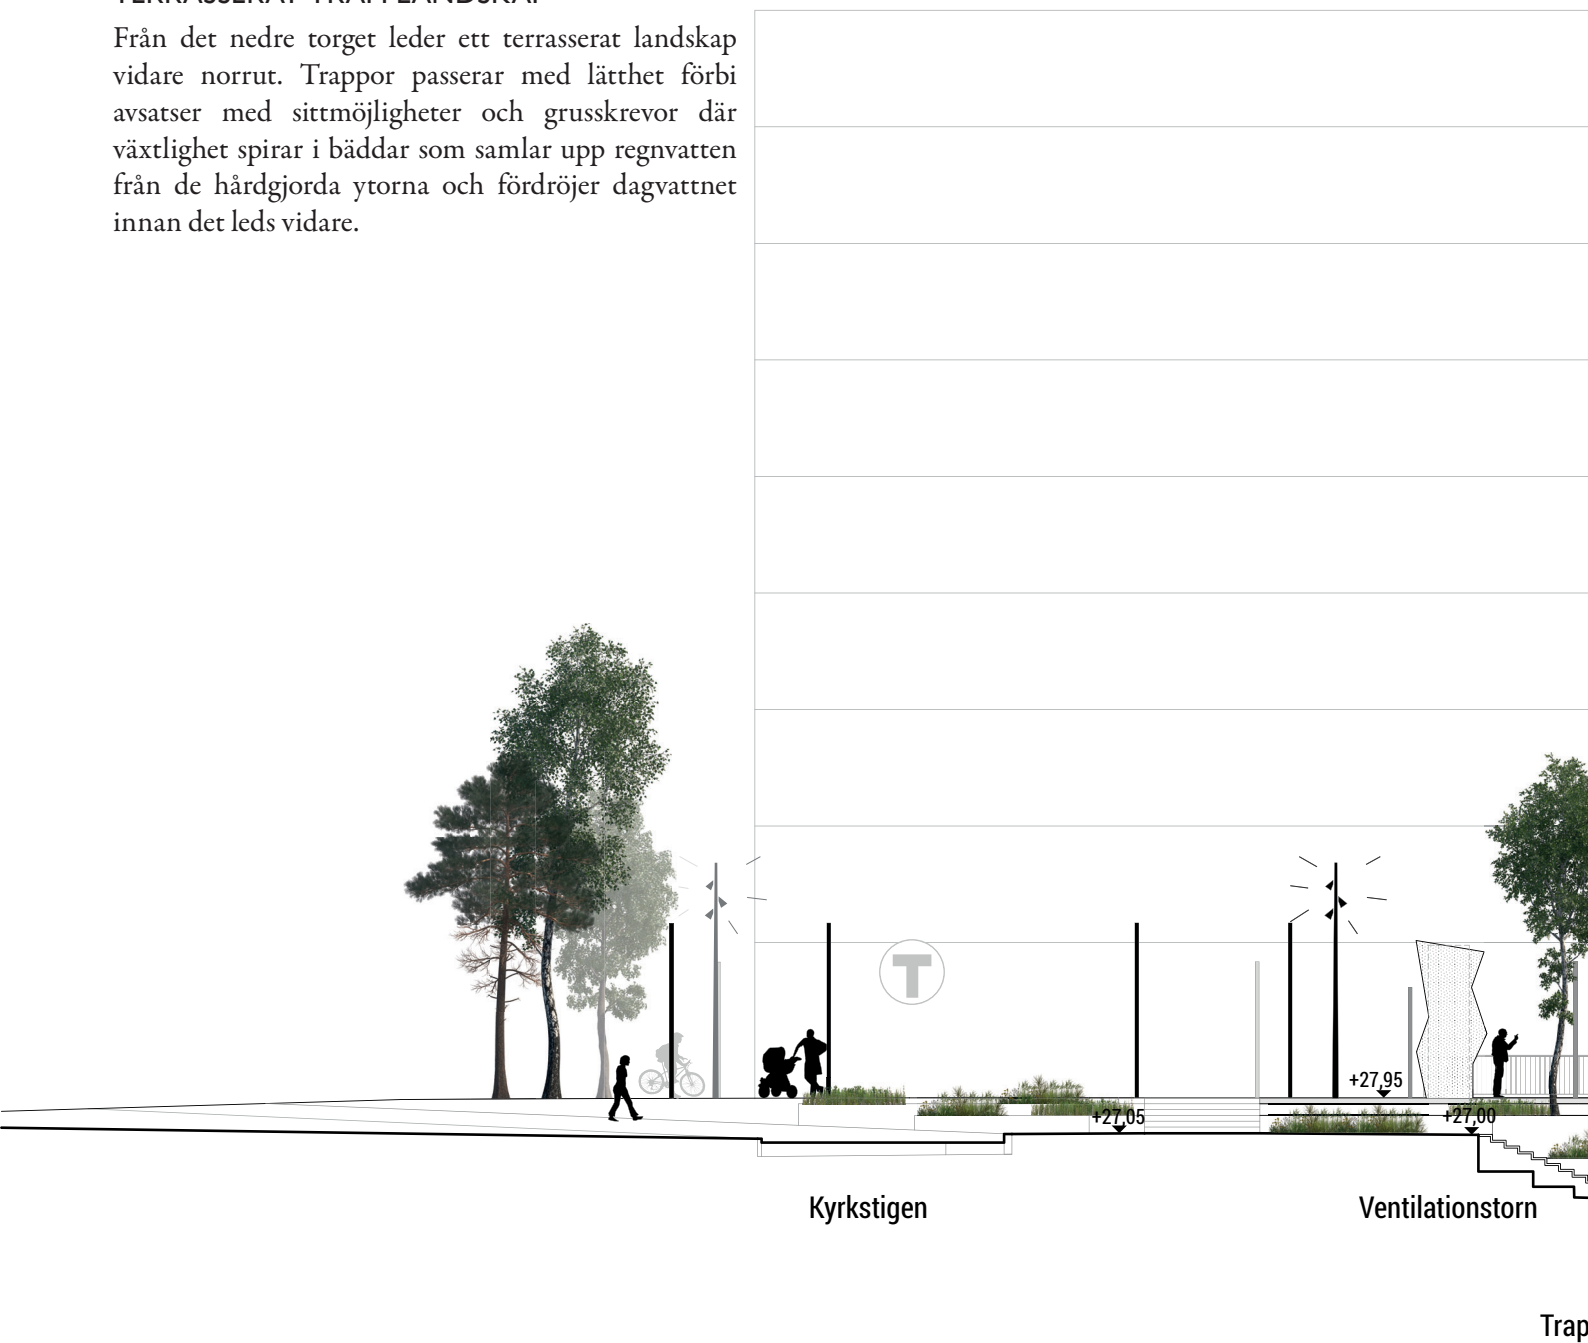 TERRASSERAT TRAPPLANDSKAP
Från det nedre torget leder ett terrasserat landskap
vidare norrut. Trappor passerar med lätthet förbi
avsatser med sittmöjligheter och grusskrevor där
växtlighet spirar i bäddar som samlar upp regnvatten
från de hårdgjorda ytorna och fördröjer dagvattnet
innan det leds vidare.
T
+27,95
+27,05
+27,00
Kyrkstigen
Ventilationstorn
Trap